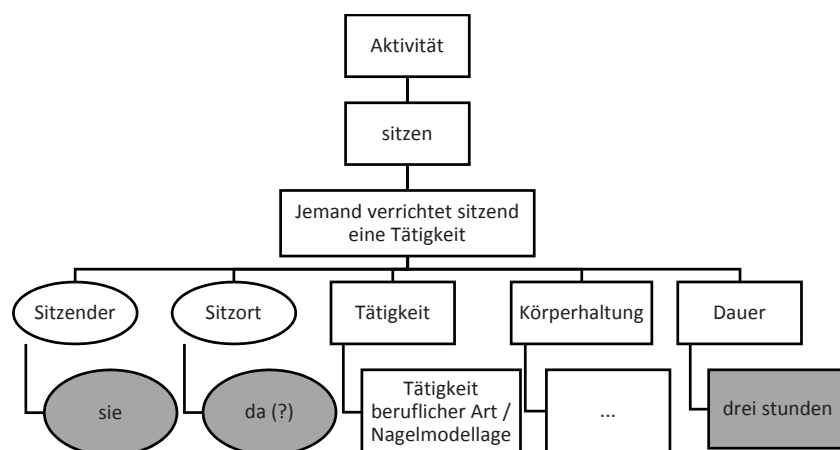 Aktivität
sitzen
Jemand verrichtet sitzend
eine Tätigkeit
Sitzender
Sitzort
Tätigkeit
Körperhaltung
Dauer
sie
da (?)
Tätigkeit
beruflicher Art /
Nagelmodellage
...
drei stunden